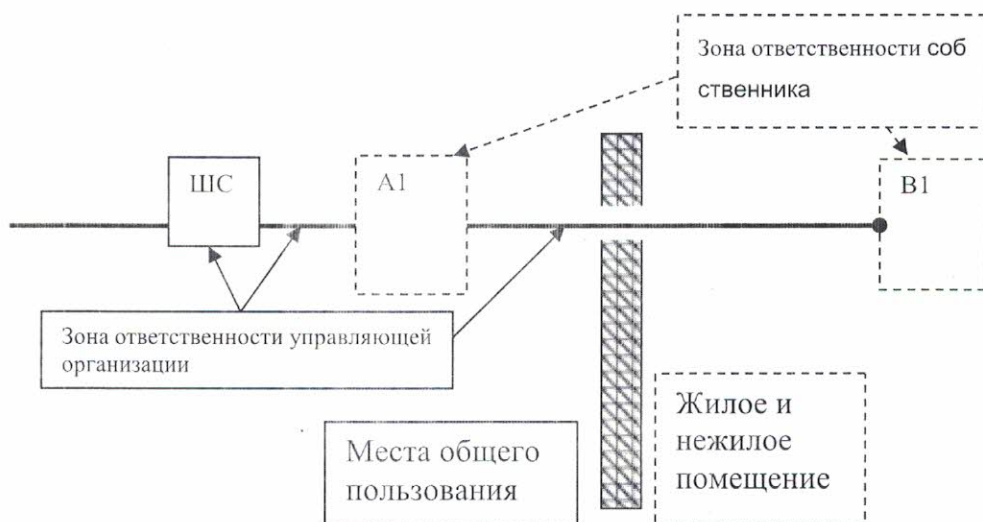 Зона ответственности соб
ственника
ШС
А1
В1
Зона ответственности управляющей
организации
Места общего
пользования
Жилое и
нежилое
помещение